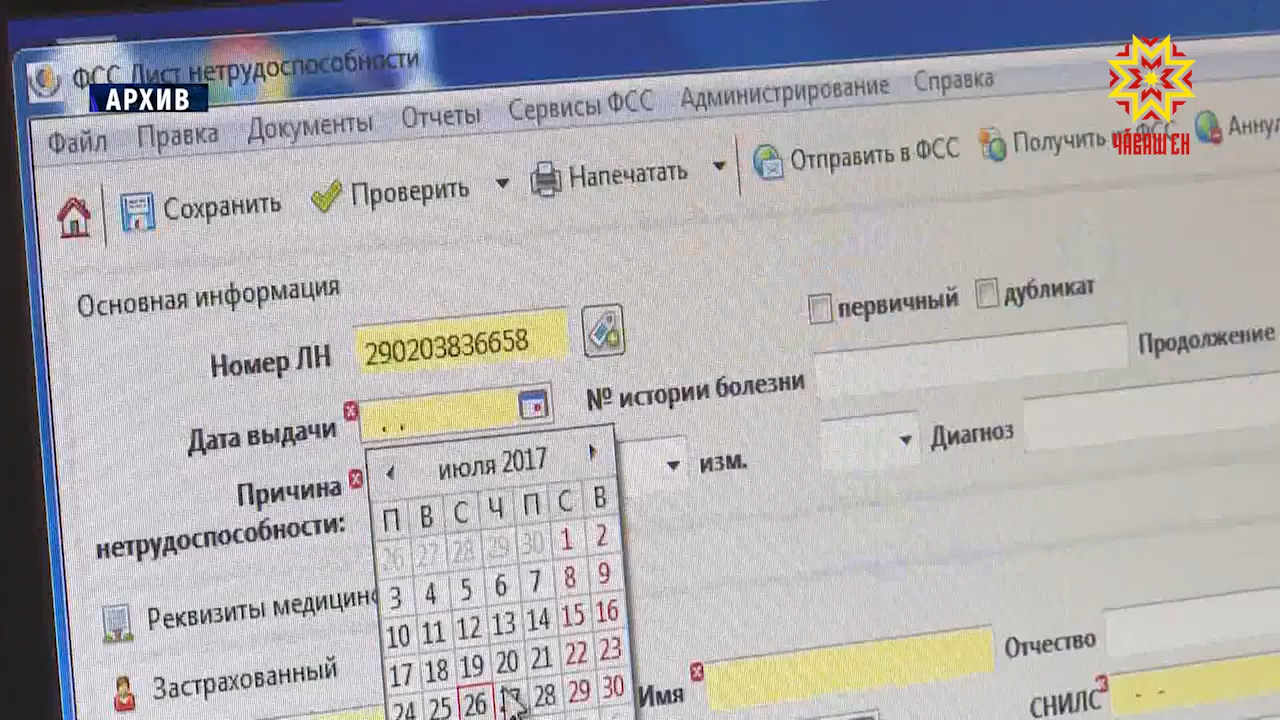 ФСС Лист нетрудоспособности
АРХИВ
ЧӐВАШ ЕН
Файл Правка Документы Отчеты Сервисы ФСС Администрирование Справка
Сохранить Проверить Напечатать Отправить в ФСС Получить
Основная информация
первичный дубликат
Номер ЛН 290203836658
№ истории болезни Продолжение
Дата выдачи . .
изм. Диагноз
Причина
нетрудоспособности:
июля 2017
П В С Ч П С В
26 27 28 29 30 1 2
3 4 5 6 7 8 9
10 11 12 13 14 15 16
17 18 19 20 21 22 23
24 25 26 28 29 30
Реквизиты
Застрахованный
Имя Отчество
СНИЛС - -